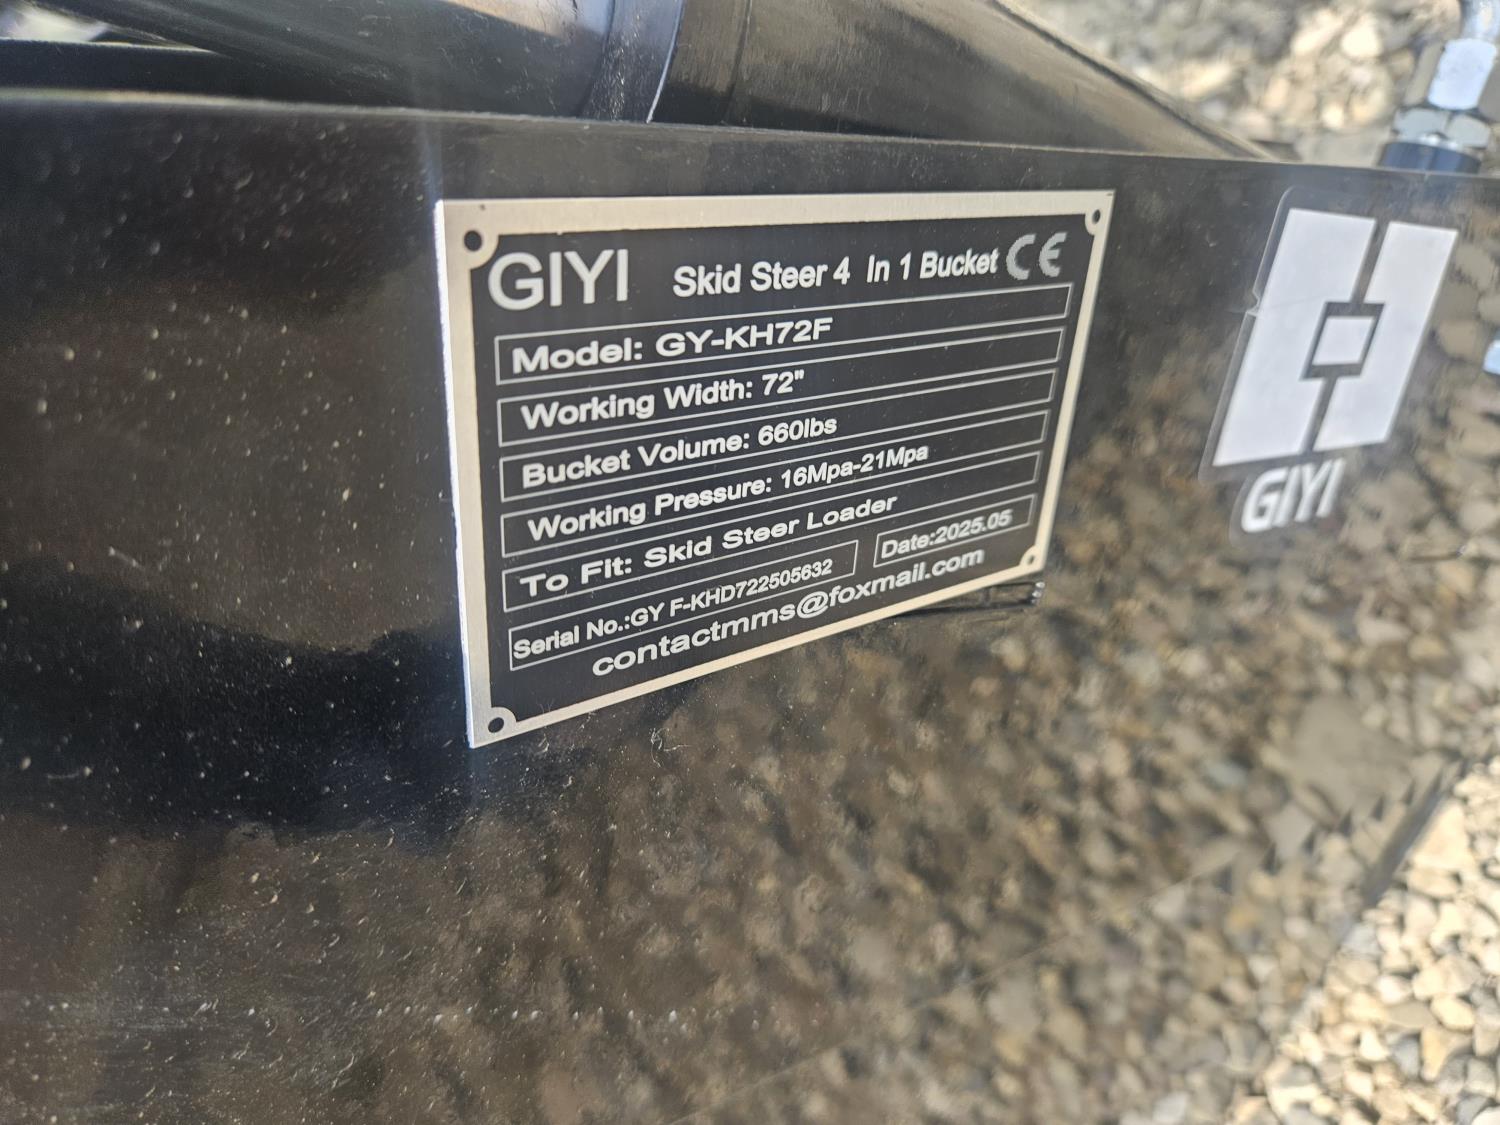 GIYI Skid Steer 4 In 1 Bucket CE
Model: GY-KH72F
Working Width: 72"
Bucket Volume: 660lbs
Working Pressure: 16Mpa-21Mpa
To Fit: Skid Steer Loader
Serial No.:GY F-KHD722505632 Date:2025.05
contactmms@foxmail.com
GIYI